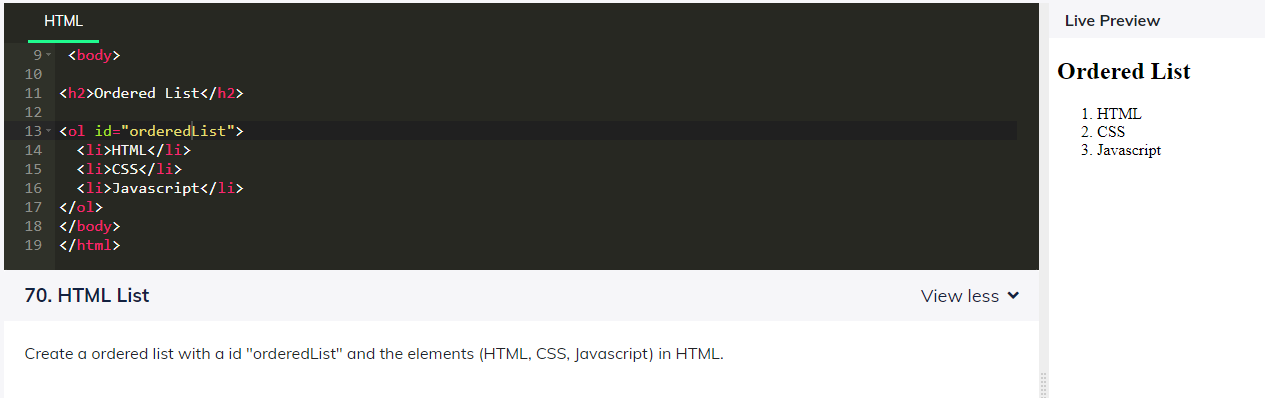 HTML
9 <body>
10
11 <h2>Ordered List</h2>
12
13 <ol id="orderedList">
14 <li>HTML</li>
15 <li>CSS</li>
16 <li>Javascript</li>
17 </ol>
18 </body>
19 </html>
70. HTML List View less
Create a ordered list with a id "orderedList" and the elements (HTML, CSS, Javascript) in HTML.
Live Preview
Ordered List
1. HTML
2. CSS
3. Javascript